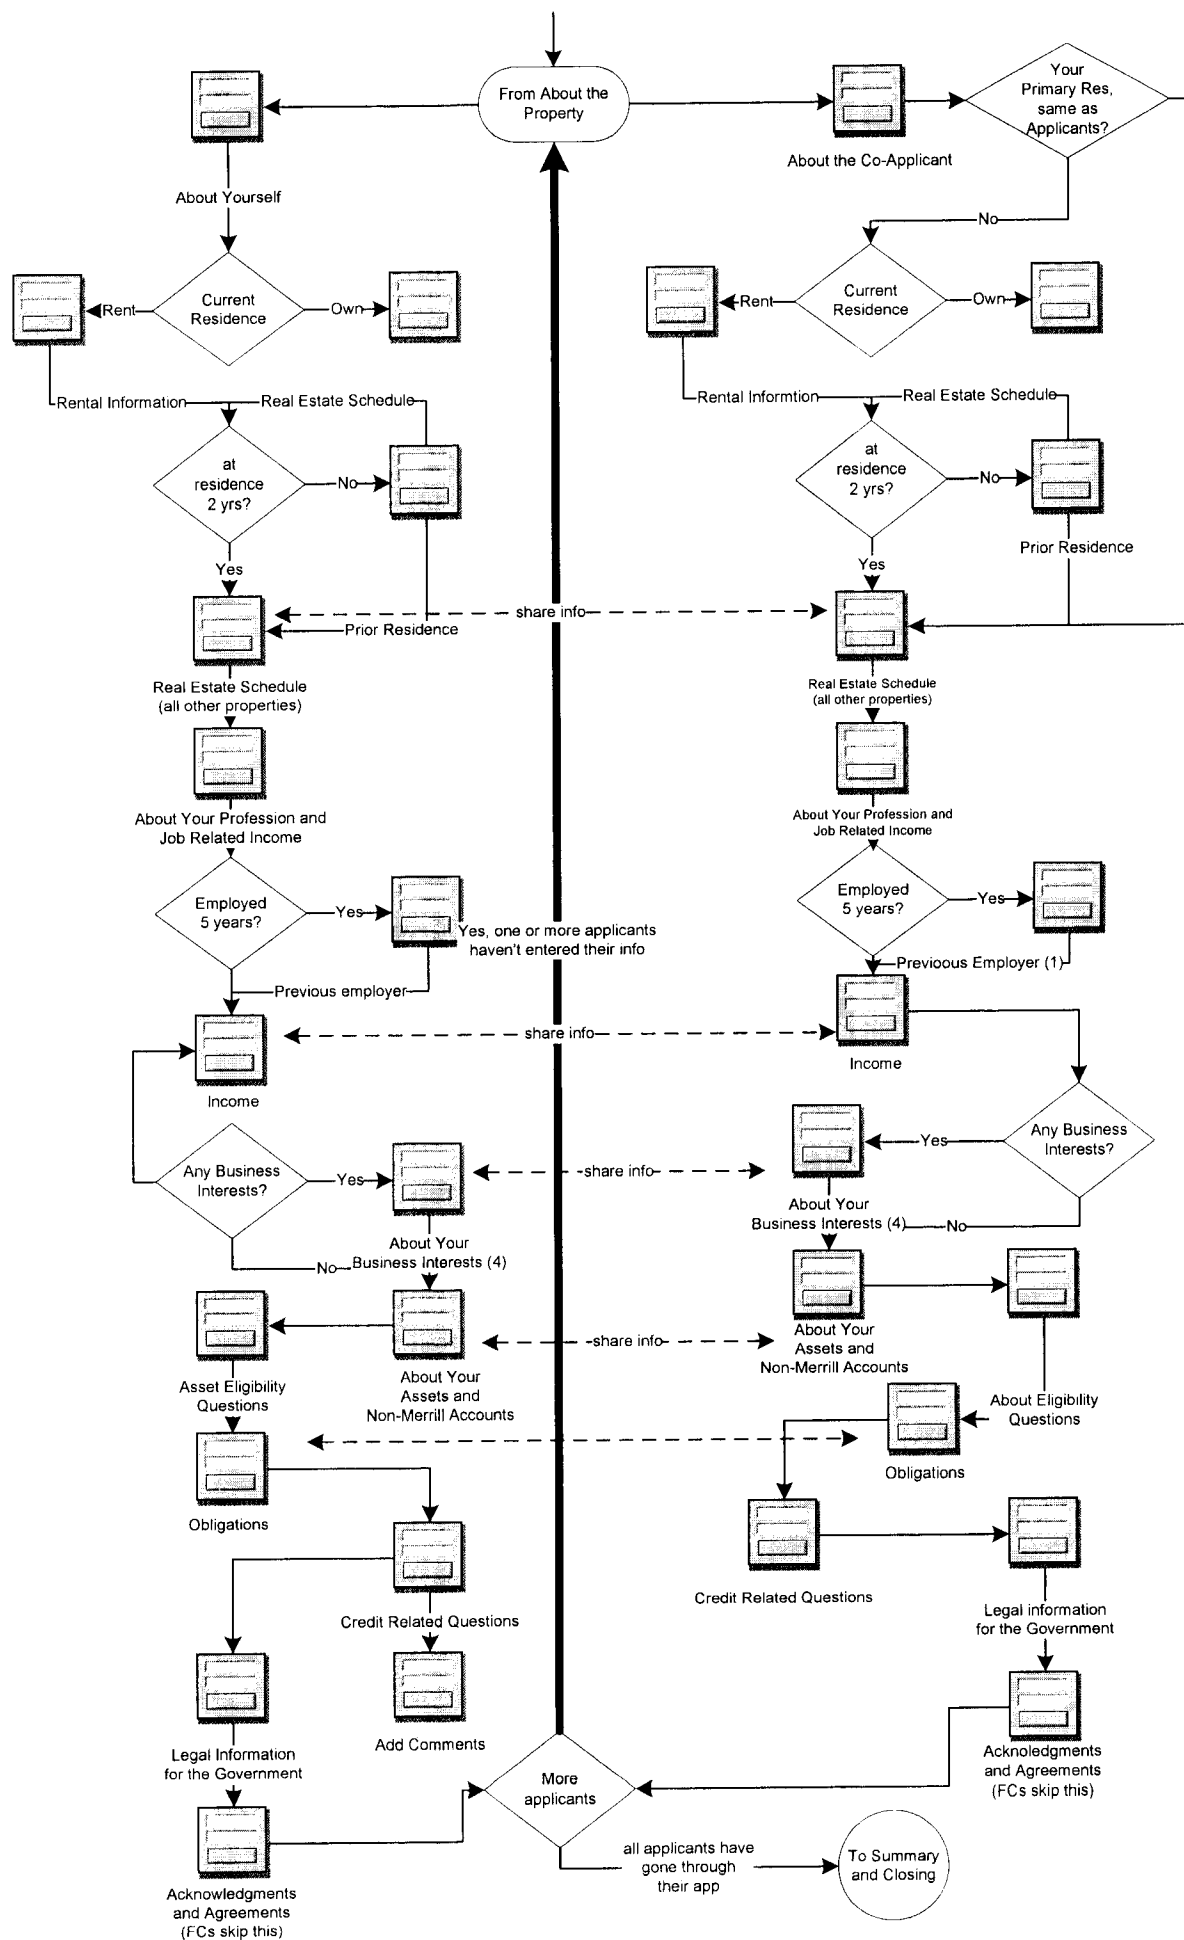 From About the
Property
Your
Primary Res,
same as
Applicants?
About the Co-Applicant
About Yourself
No
Current
Residence
Rent
Own
Current
Residence
Rent
Own
Rental Information
Real Estate Schedule
Rental Informtion
Real Estate Schedule
at
residence
2 yrs?
No
Yes
at
residence
2 yrs?
No
Yes
Prior Residence
share info
Prior Residence
Real Estate Schedule
(all other properties)
Real Estate Schedule
(all other properties)
About Your Profession and
Job Related Income
About Your Profession and
Job Related Income
Employed
5 years?
Yes
Yes, one or more applicants
haven't entered their info
Employed
5 years?
Yes
Previous employer
Previoous Employer (1)
share info
Income
Income
Any Business
Interests?
Yes
share info
Yes
Any Business
Interests?
No
About Your
Business Interests (4)
About Your
Business Interests (4)
No
share info
Asset Eligibility
Questions
About Your
Assets and
Non-Merrill Accounts
About Your
Assets and
Non-Merrill Accounts
About Eligibility
Questions
Obligations
Obligations
Credit Related Questions
Credit Related Questions
Legal information
for the Government
Add Comments
Legal Information
for the Government
More
applicants
Acknoledgments
and Agreements
(FCs skip this)
all applicants have
gone through
their app
To Summary
and Closing
Acknowledgments
and Agreements
(FCs skip this)